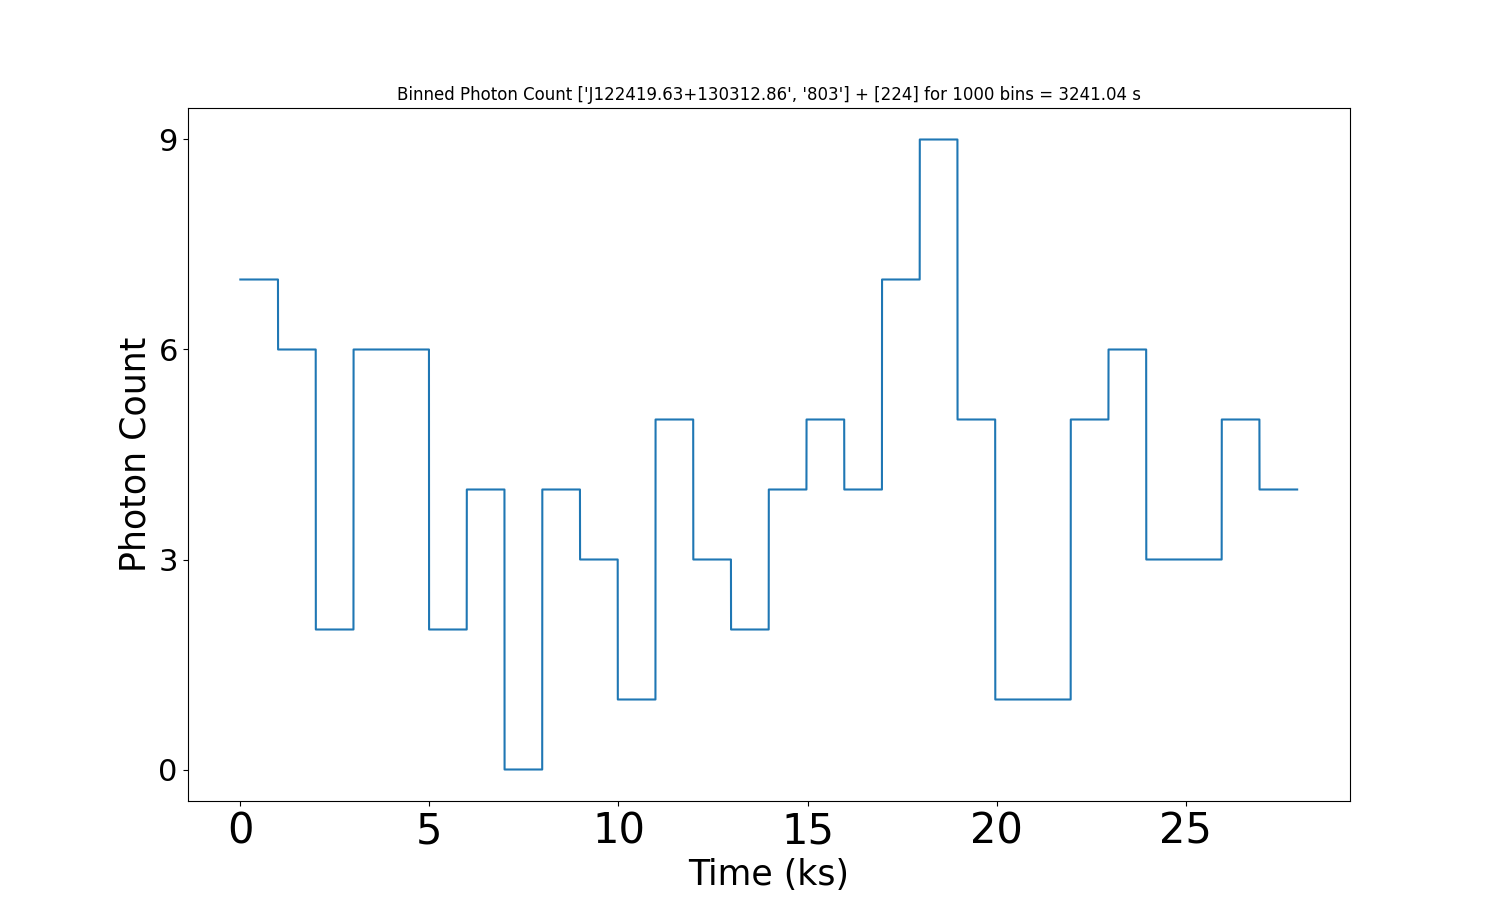 Binned Photon Count ['J122419.63+130312.86', '803'] + [224] for 1000 bins = 3241.04 s
9
6
3
0
Photon Count
0 5 10 15 20 25
Time (ks)